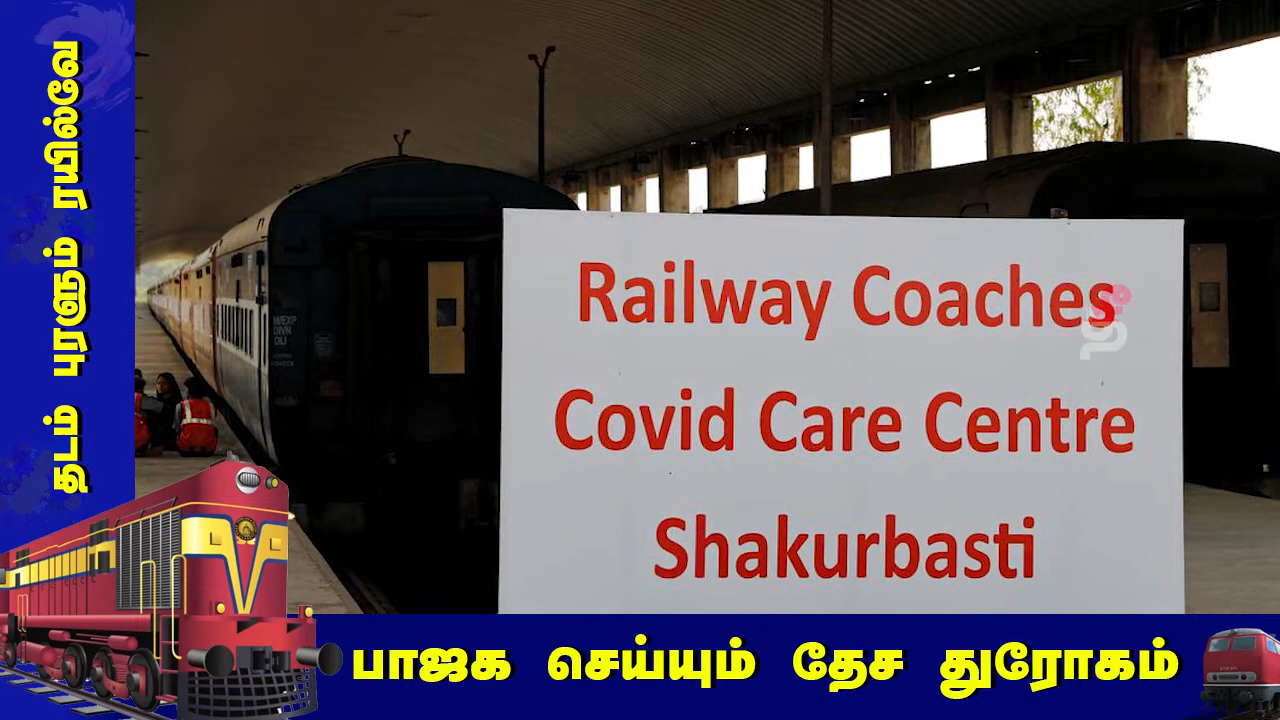 தடம் புரளும் ரயில்வே
Railway Coaches
Covid Care Centre
Shakurbasti
பாஜக செய்யும் தேச துரோகம்